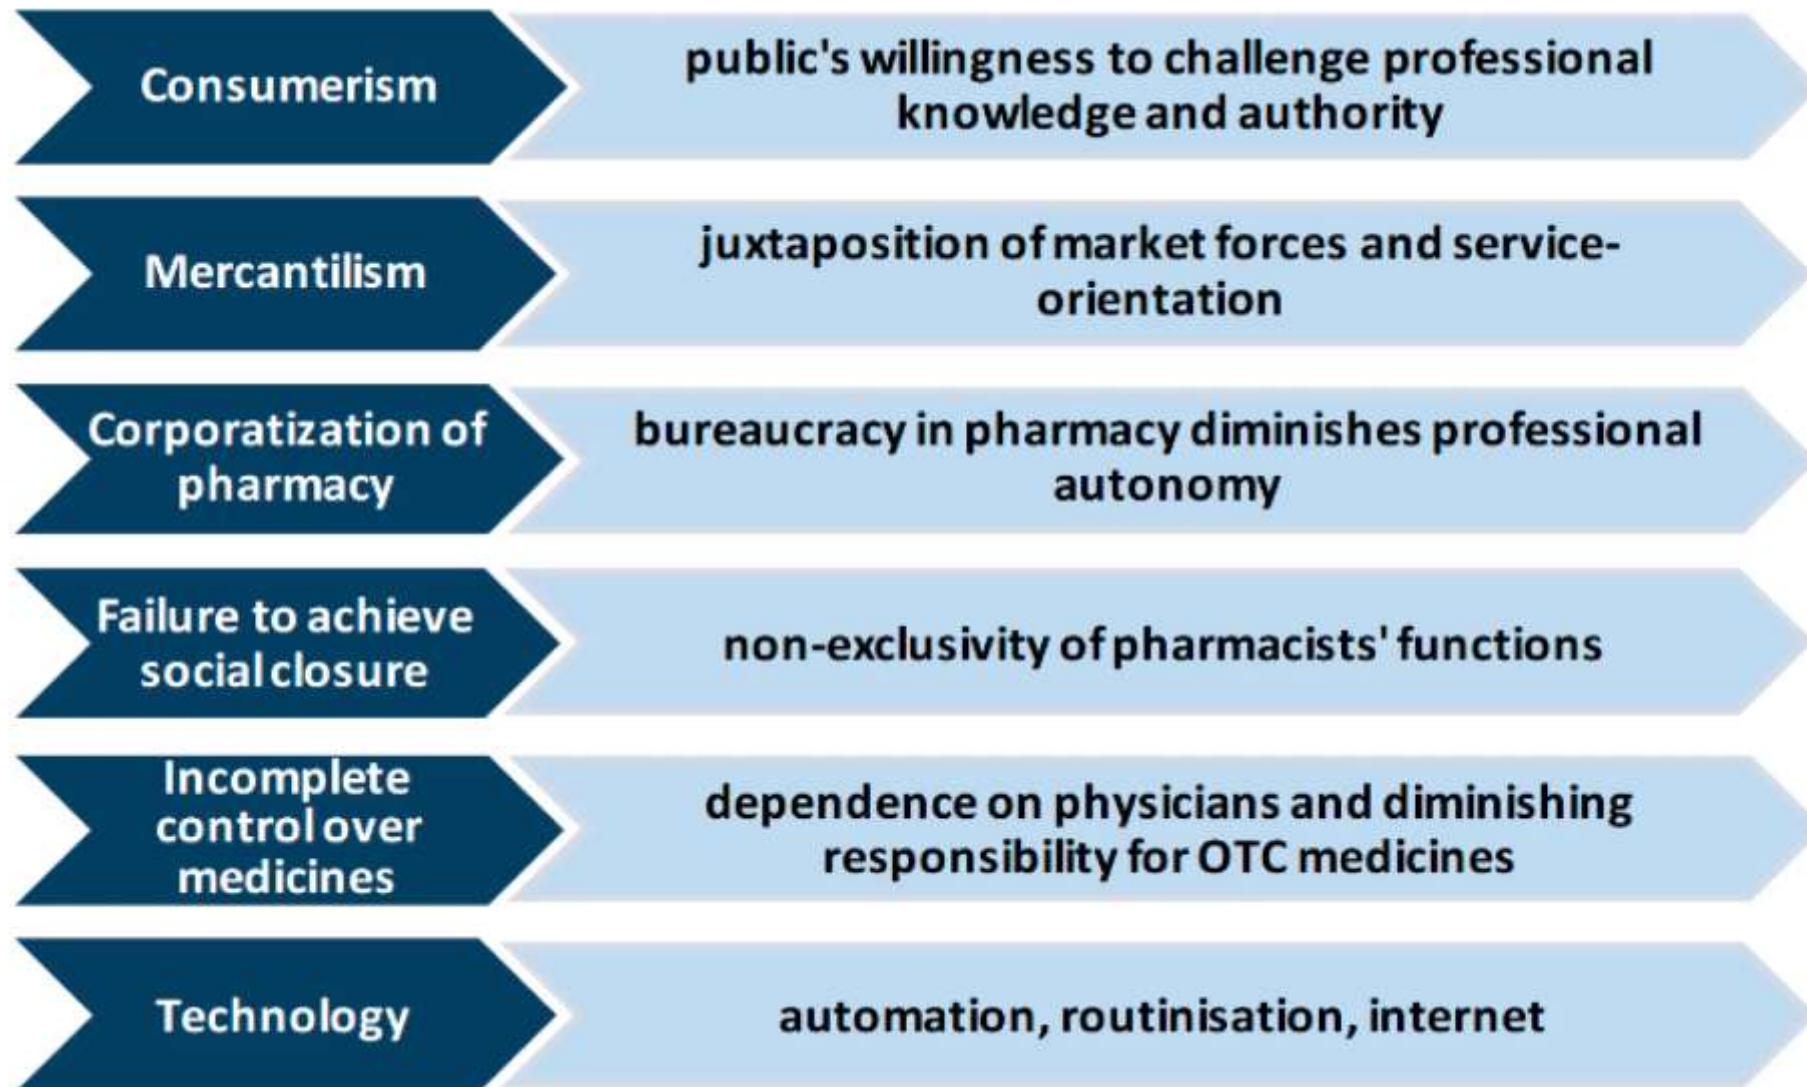 Consumerism
public's willingness to challenge professional
knowledge and authority
Mercantilism
juxtaposition of market forces and service-
orientation
Corporatization of
pharmacy
bureaucracy in pharmacy diminishes professional
autonomy
Failure to achieve
social closure
non-exclusivity of pharmacists' functions
Incomplete
control over
medicines
dependence on physicians and diminishing
responsibility for OTC medicines
Technology
automation, routinisation, internet